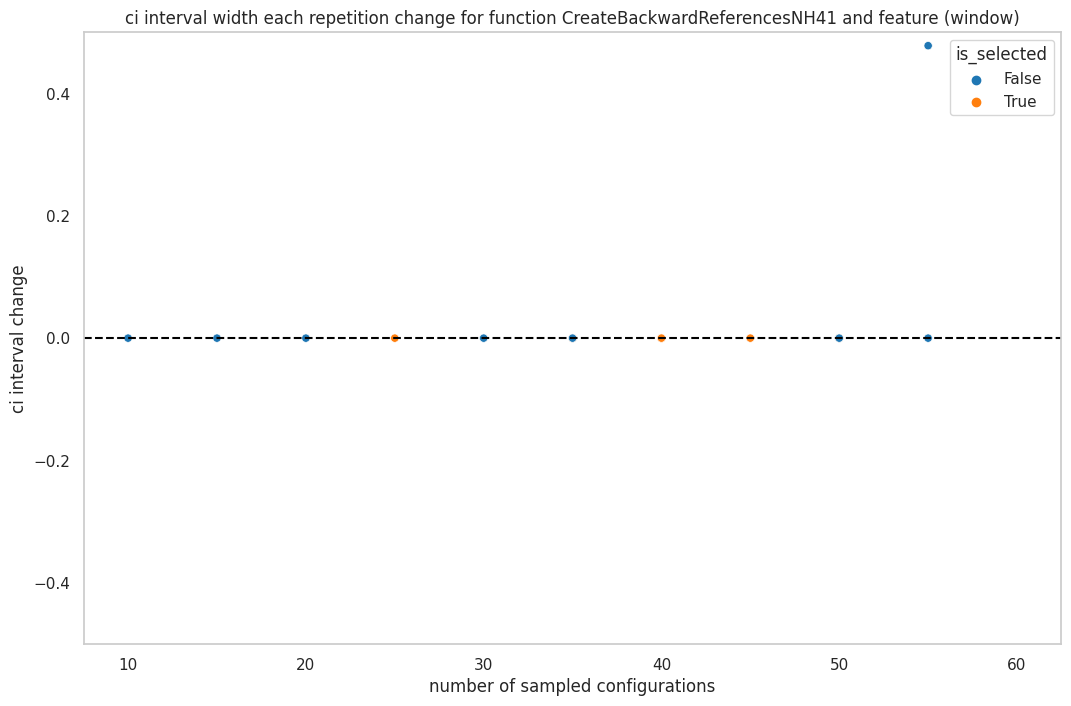 ci interval width each repetition change for function CreateBackwardReferencesNH41 and feature (window)
is_selected
False
True
0.4
0.2
0.0
−0.2
−0.4
ci interval change
10 20 30 40 50 60
number of sampled configurations